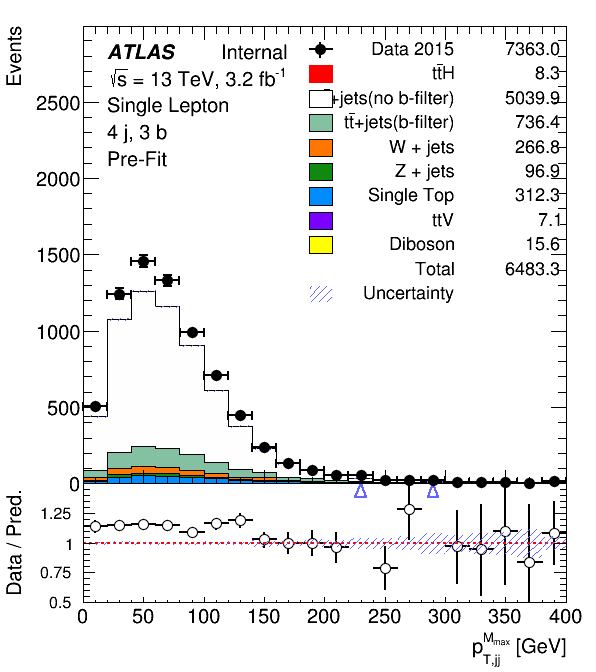 Events
ATLAS Internal
√s = 13 TeV, 3.2 fb⁻¹
Single Lepton
4 j, 3 b
Pre-Fit
Data 2015 7363.0
tt̄H 8.3
+jets(no b-filter) 5039.9
tt̄+jets(b-filter) 736.4
W + jets 266.8
Z + jets 96.9
Single Top 312.3
ttV 7.1
Diboson 15.6
Total 6483.3
Uncertainty
2500
2000
1500
1000
500
0
Data / Pred.
1.25
1
0.75
0.5
0 50 100 150 200 250 300 350 400
p_{T,jj}^{M_{max}} [GeV]